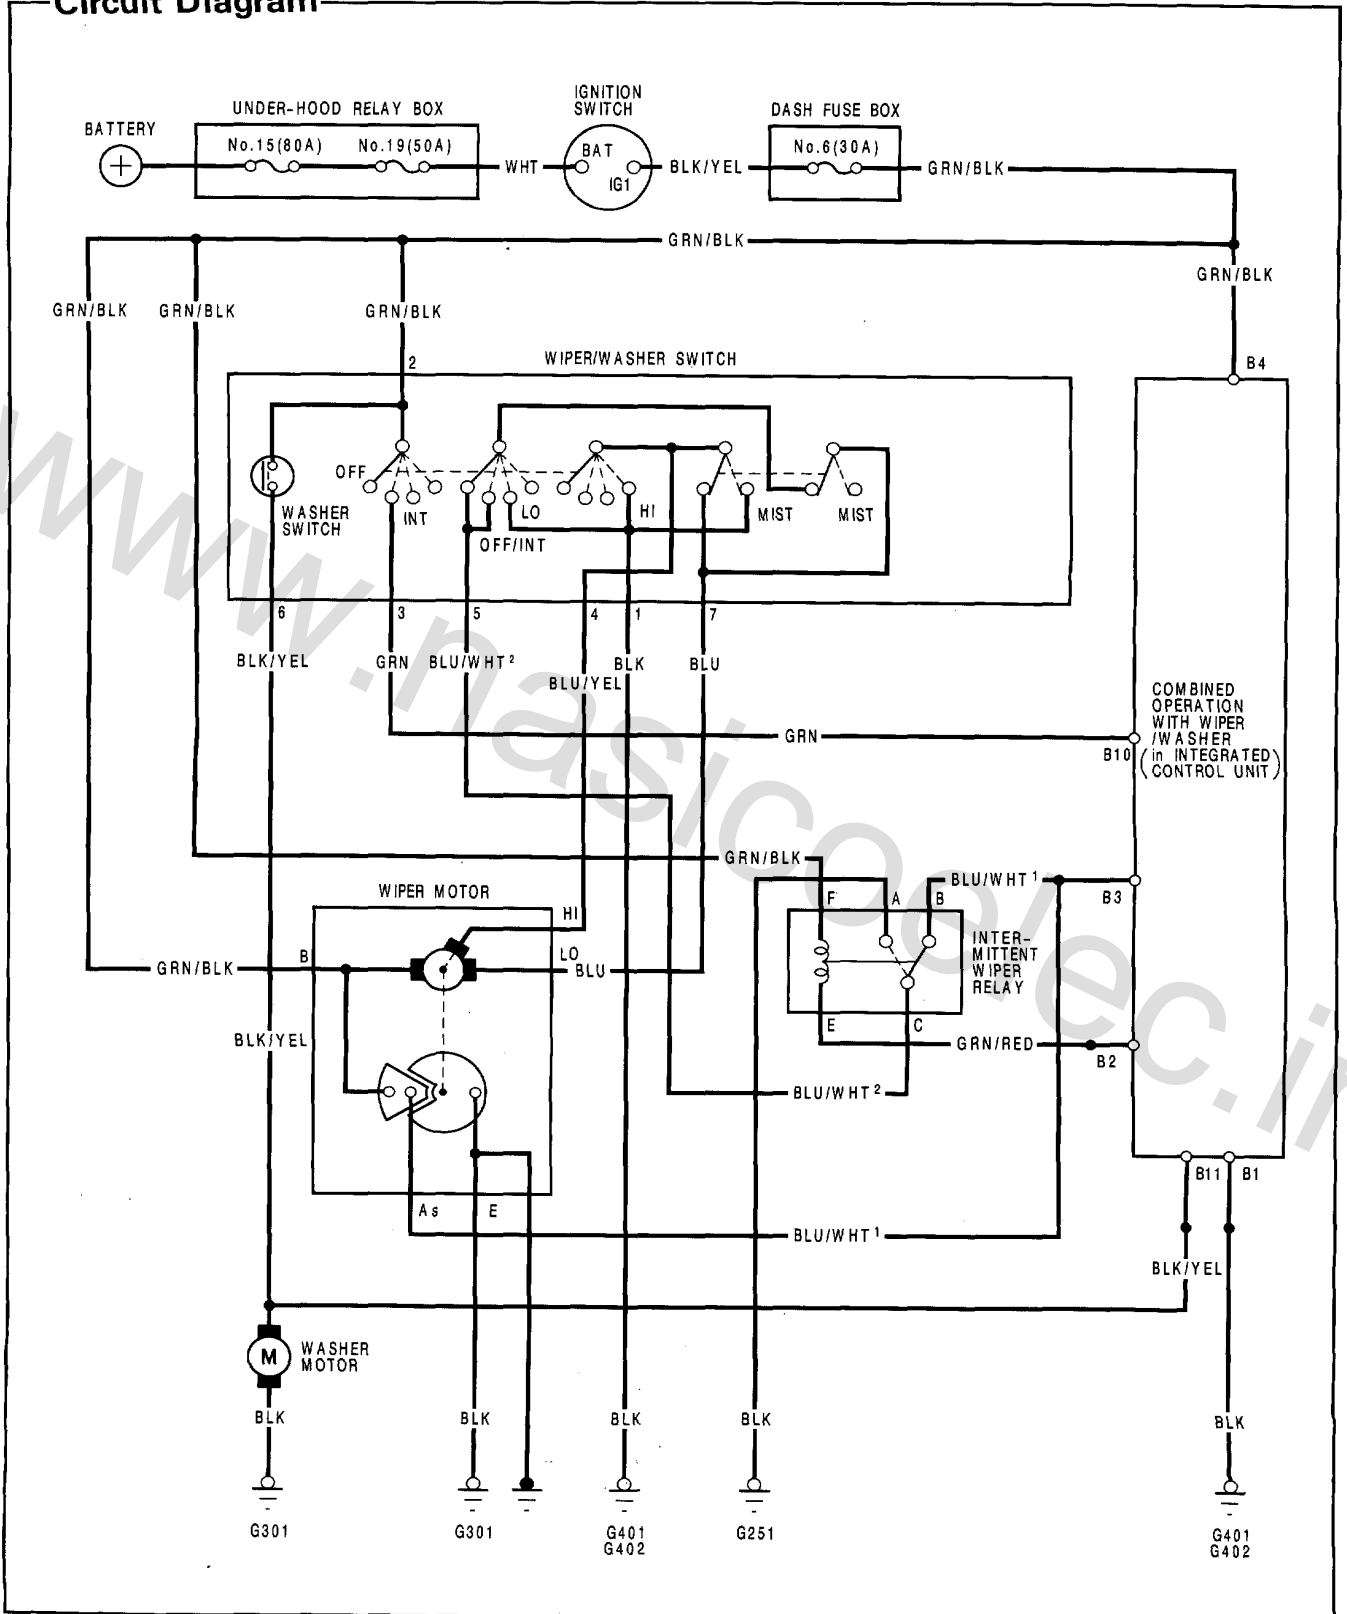 Circuit Diagram
BATTERY
UNDER-HOOD RELAY BOX
No.15(80A)
No.19(50A)
WHT
IGNITION
SWITCH
BAT
IG1
BLK/YEL
DASH FUSE BOX
No.6(30A)
GRN/BLK
GRN/BLK
GRN/BLK
GRN/BLK
GRN/BLK
GRN/BLK
2
WIPER/WASHER SWITCH
B4
OFF
INT
LO
OFF/INT
HI
MIST
MIST
WASHER
SWITCH
6
3
5
4
1
7
BLK/YEL
GRN
BLU/WHT²
BLU/YEL
BLK
BLU
GRN
B10
COMBINED
OPERATION
WITH WIPER
/WASHER
(in INTEGRATED)
CONTROL UNIT
GRN/BLK
BLU/WHT¹
B3
WIPER MOTOR
HI
LO
B
GRN/BLK
BLU
F
A
B
INTER-
MITTENT
WIPER
RELAY
E
C
GRN/RED
B2
BLK/YEL
BLU/WHT²
As
E
BLU/WHT¹
B11
B1
BLK/YEL
M
WASHER
MOTOR
BLK
BLK
BLK
BLK
BLK
G301
G301
G401
G402
G251
G401
G402
www.nasicoelec.ir